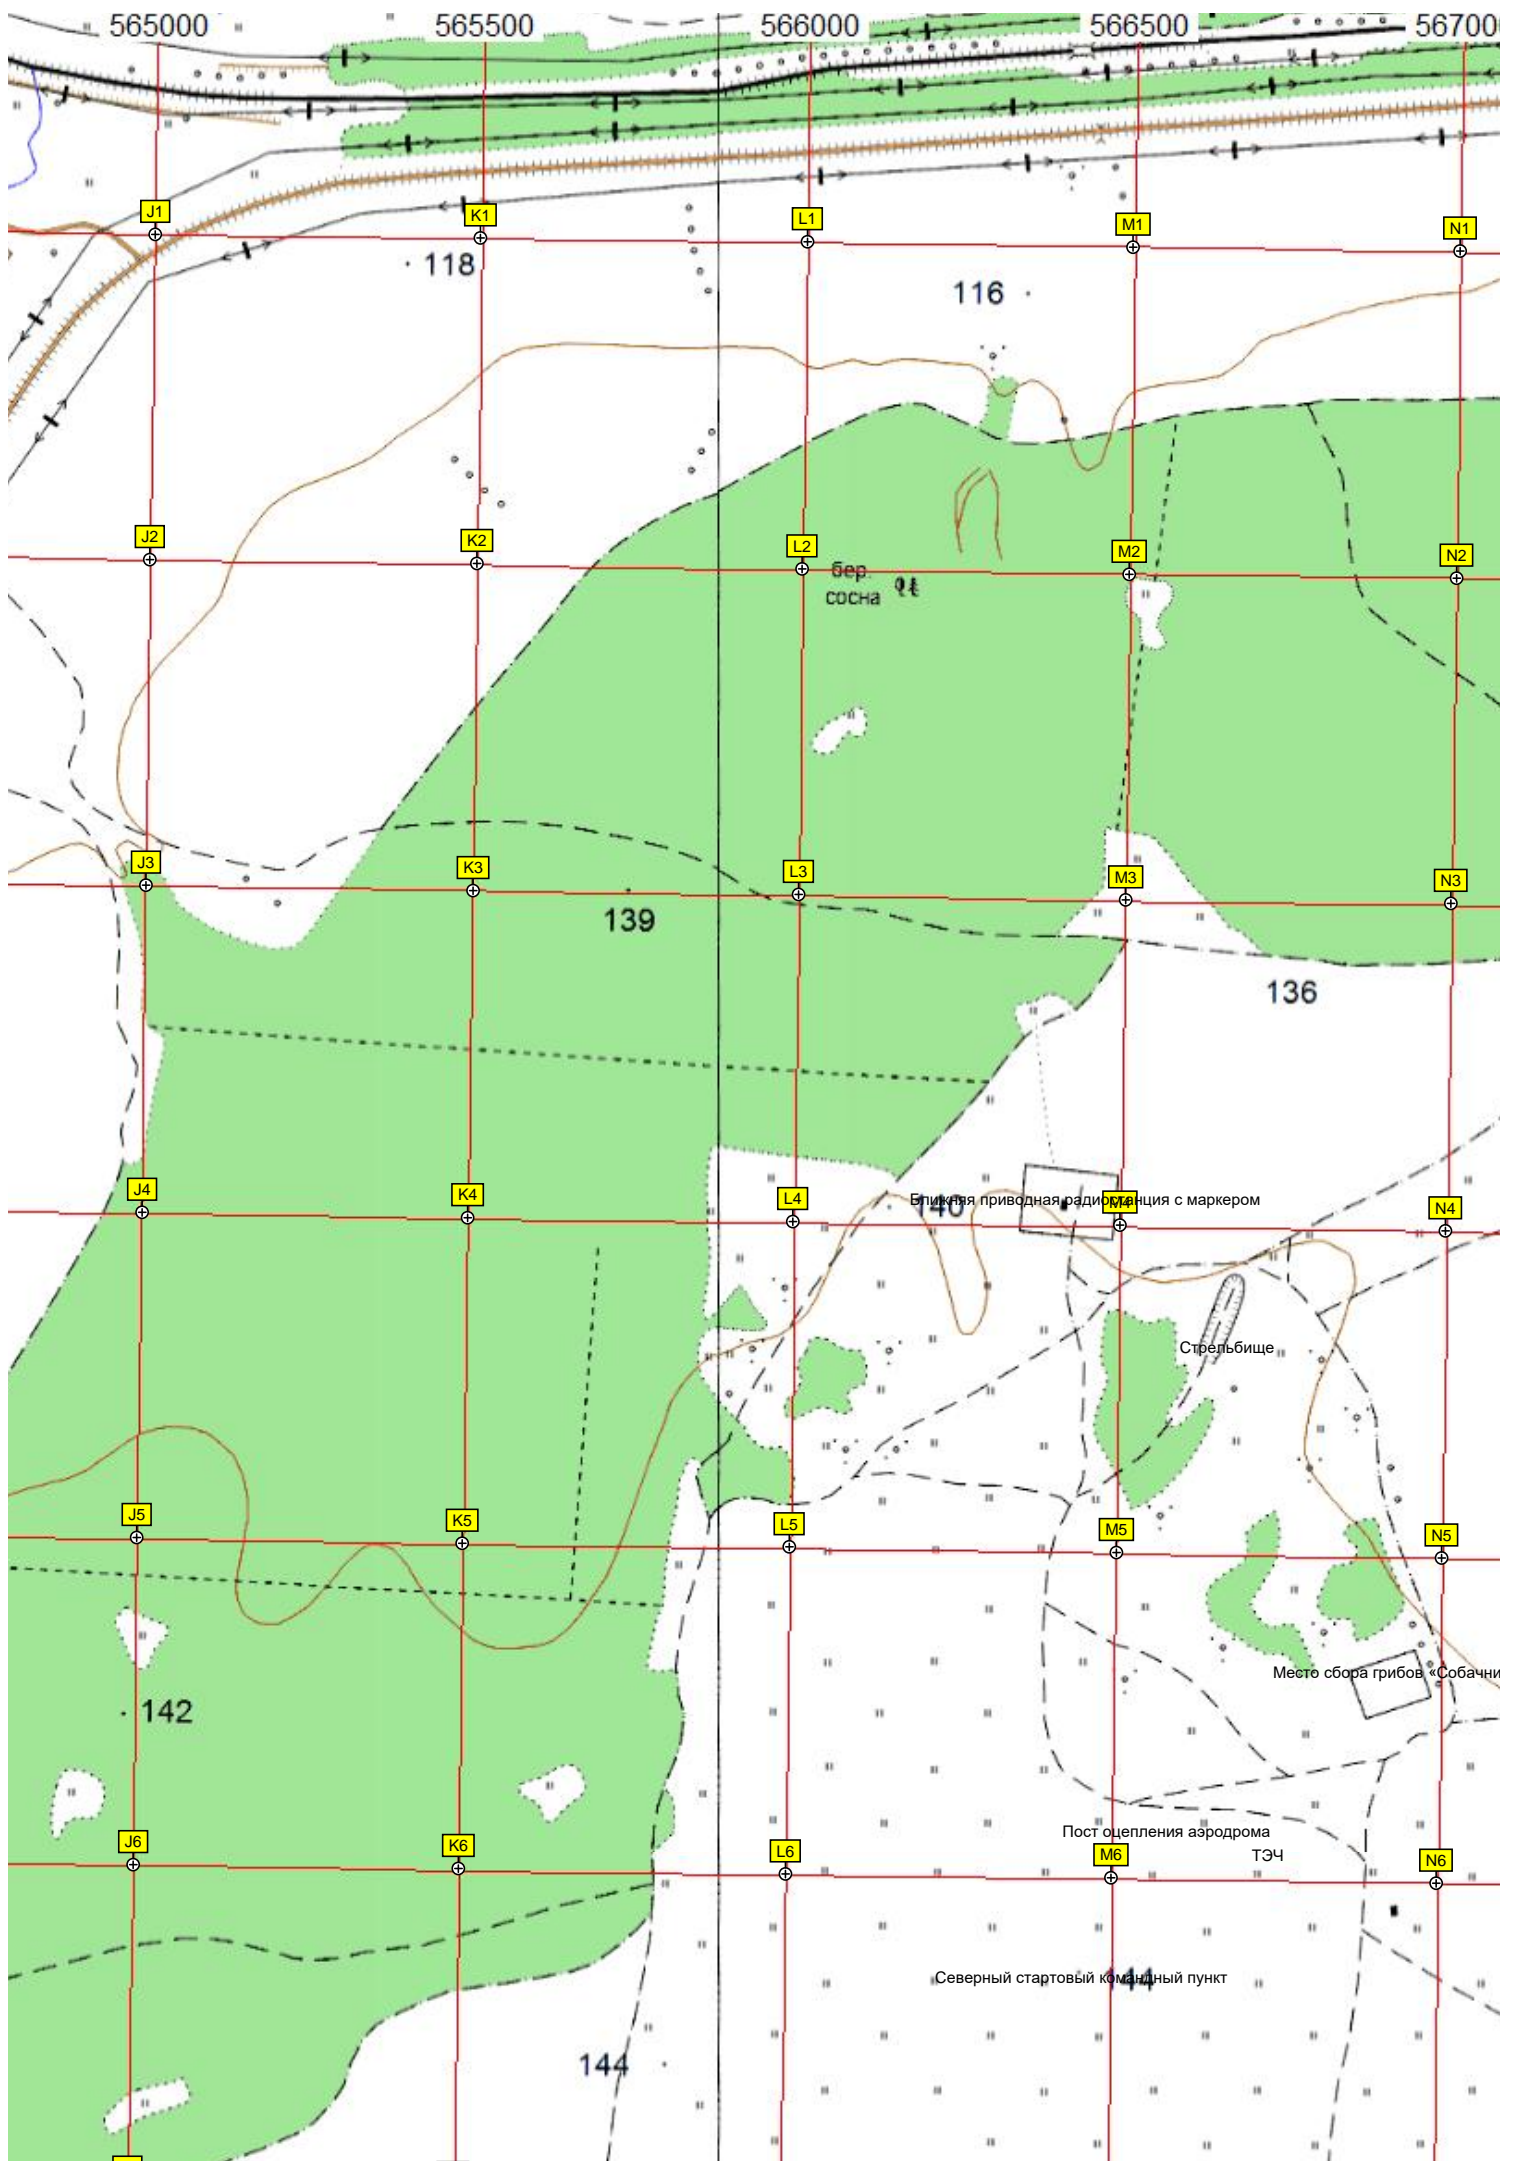 565000 565500 566000 566500 56700
J1 K1 L1 M1 N1
118
116
J2 K2 L2 M2 N2
бер.
сосна
J3 K3 L3 M3 N3
139
136
J4 K4 L4 M4 N4
Ближняя приводная радиостанция с маркером
140
Стрельбище
J5 K5 L5 M5 N5
Место сбора грибов «Собачни
142
Пост оцепления аэродрома
ТЭЧ
J6 K6 L6 M6 N6
Северный стартовый командный пункт
144
144